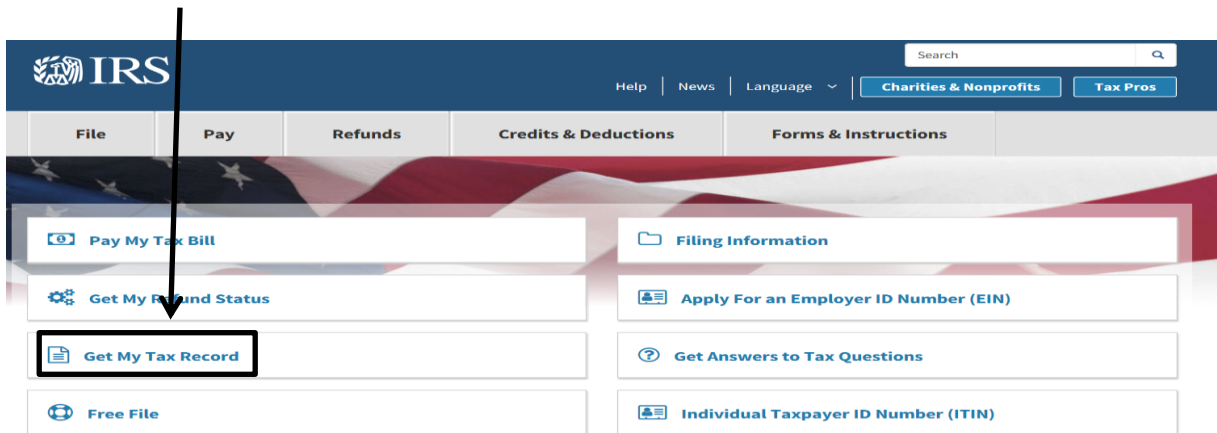 IRS
Search
Help News Language Charities & Nonprofits Tax Pros
File Pay Refunds Credits & Deductions Forms & Instructions
Pay My Tax Bill
Filing Information
Get My Refund Status
Apply For an Employer ID Number (EIN)
Get My Tax Record
Get Answers to Tax Questions
Free File
Individual Taxpayer ID Number (ITIN)